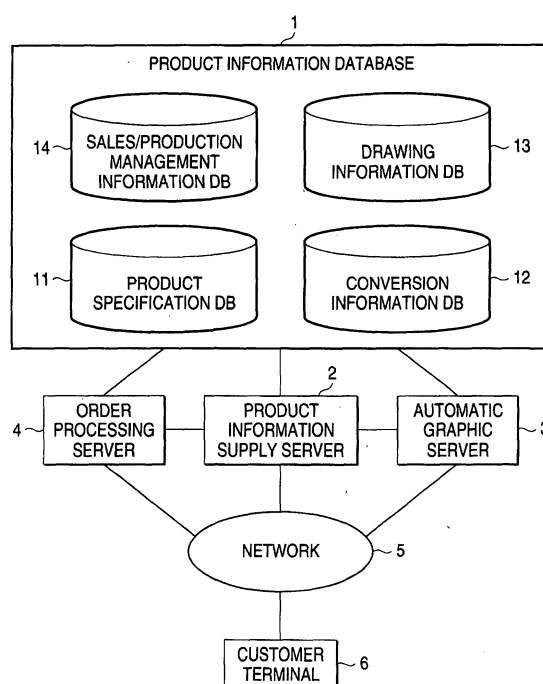 1
PRODUCT INFORMATION DATABASE
14
SALES/PRODUCTION
MANAGEMENT
INFORMATION DB
DRAWING
INFORMATION DB
13
11
PRODUCT
SPECIFICATION DB
CONVERSION
INFORMATION DB
12
2
4
ORDER
PROCESSING
SERVER
PRODUCT
INFORMATION
SUPPLY SERVER
AUTOMATIC
GRAPHIC
SERVER
3
NETWORK
5
CUSTOMER
TERMINAL
6